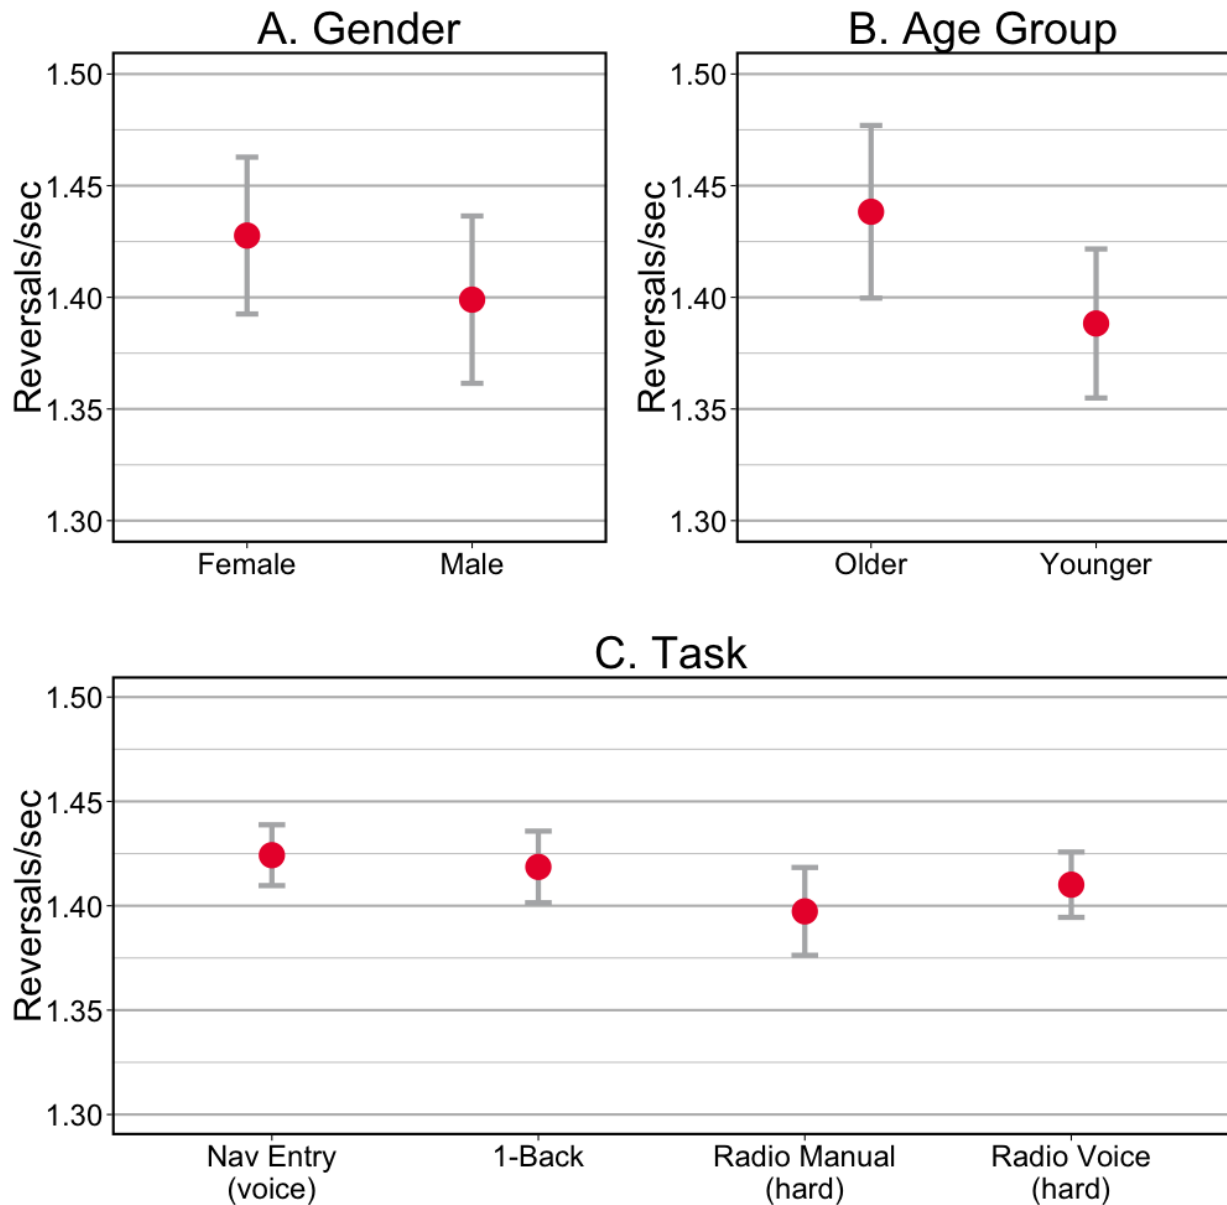 A. Gender
Reversals/sec
1.50
1.45
1.40
1.35
1.30
Female Male
B. Age Group
Reversals/sec
1.50
1.45
1.40
1.35
1.30
Older Younger
C. Task
Reversals/sec
1.50
1.45
1.40
1.35
1.30
Nav Entry 1-Back Radio Manual Radio Voice
(voice) (hard) (hard)